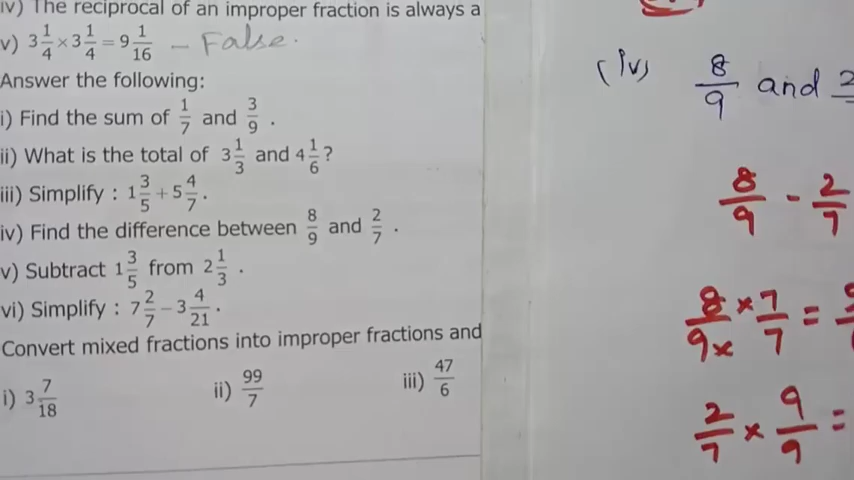 iv) The reciprocal of an improper fraction is always a
v) 3 1/4 × 3 1/4 = 9 1/16 - False.
Answer the following:
i) Find the sum of 1/7 and 3/9 .
ii) What is the total of 3 1/3 and 4 1/6 ?
iii) Simplify : 1 3/5 + 5 4/7 .
iv) Find the difference between 8/9 and 2/7 .
v) Subtract 1 3/5 from 2 1/3 .
vi) Simplify : 7 2/7 − 3 4/21 .
Convert mixed fractions into improper fractions and
i) 3 7/18 ii) 99/7 iii) 47/6
(iv) 8/9 and
8/9 - 2/7
8/9 × 7/7 =
2/7 × 9/9 =